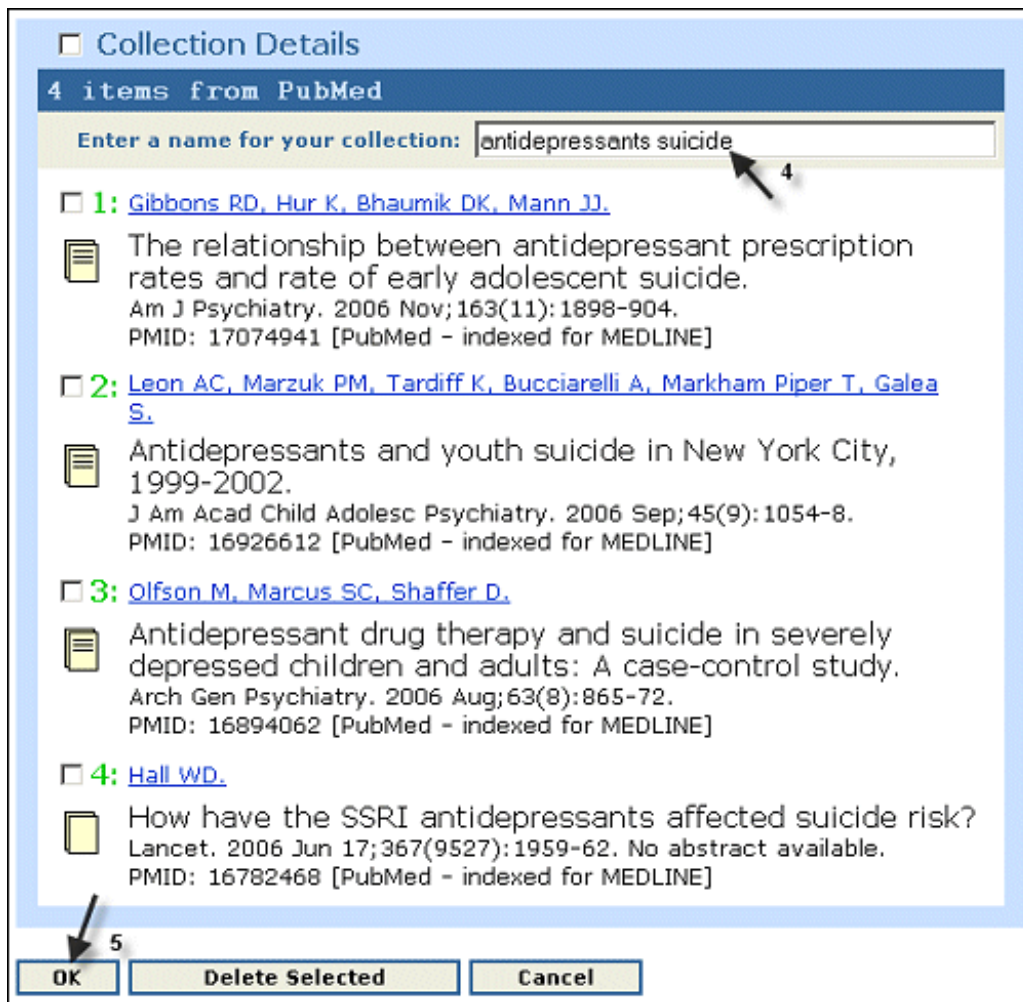 Collection Details
4 items from PubMed
Enter a name for your collection: antidepressants suicide
4
1: Gibbons RD, Hur K, Bhaumik DK, Mann JJ.
The relationship between antidepressant prescription
rates and rate of early adolescent suicide.
Am J Psychiatry. 2006 Nov;163(11):1898-904.
PMID: 17074941 [PubMed - indexed for MEDLINE]
2: Leon AC, Marzuk PM, Tardiff K, Bucciarelli A, Markham Piper T, Galea
S.
Antidepressants and youth suicide in New York City,
1999-2002.
J Am Acad Child Adolesc Psychiatry. 2006 Sep;45(9):1054-8.
PMID: 16926612 [PubMed - indexed for MEDLINE]
3: Olfson M, Marcus SC, Shaffer D.
Antidepressant drug therapy and suicide in severely
depressed children and adults: A case-control study.
Arch Gen Psychiatry. 2006 Aug;63(8):865-72.
PMID: 16894062 [PubMed - indexed for MEDLINE]
4: Hall WD.
How have the SSRI antidepressants affected suicide risk?
Lancet. 2006 Jun 17;367(9527):1959-62. No abstract available.
PMID: 16782468 [PubMed - indexed for MEDLINE]
5
OK Delete Selected Cancel